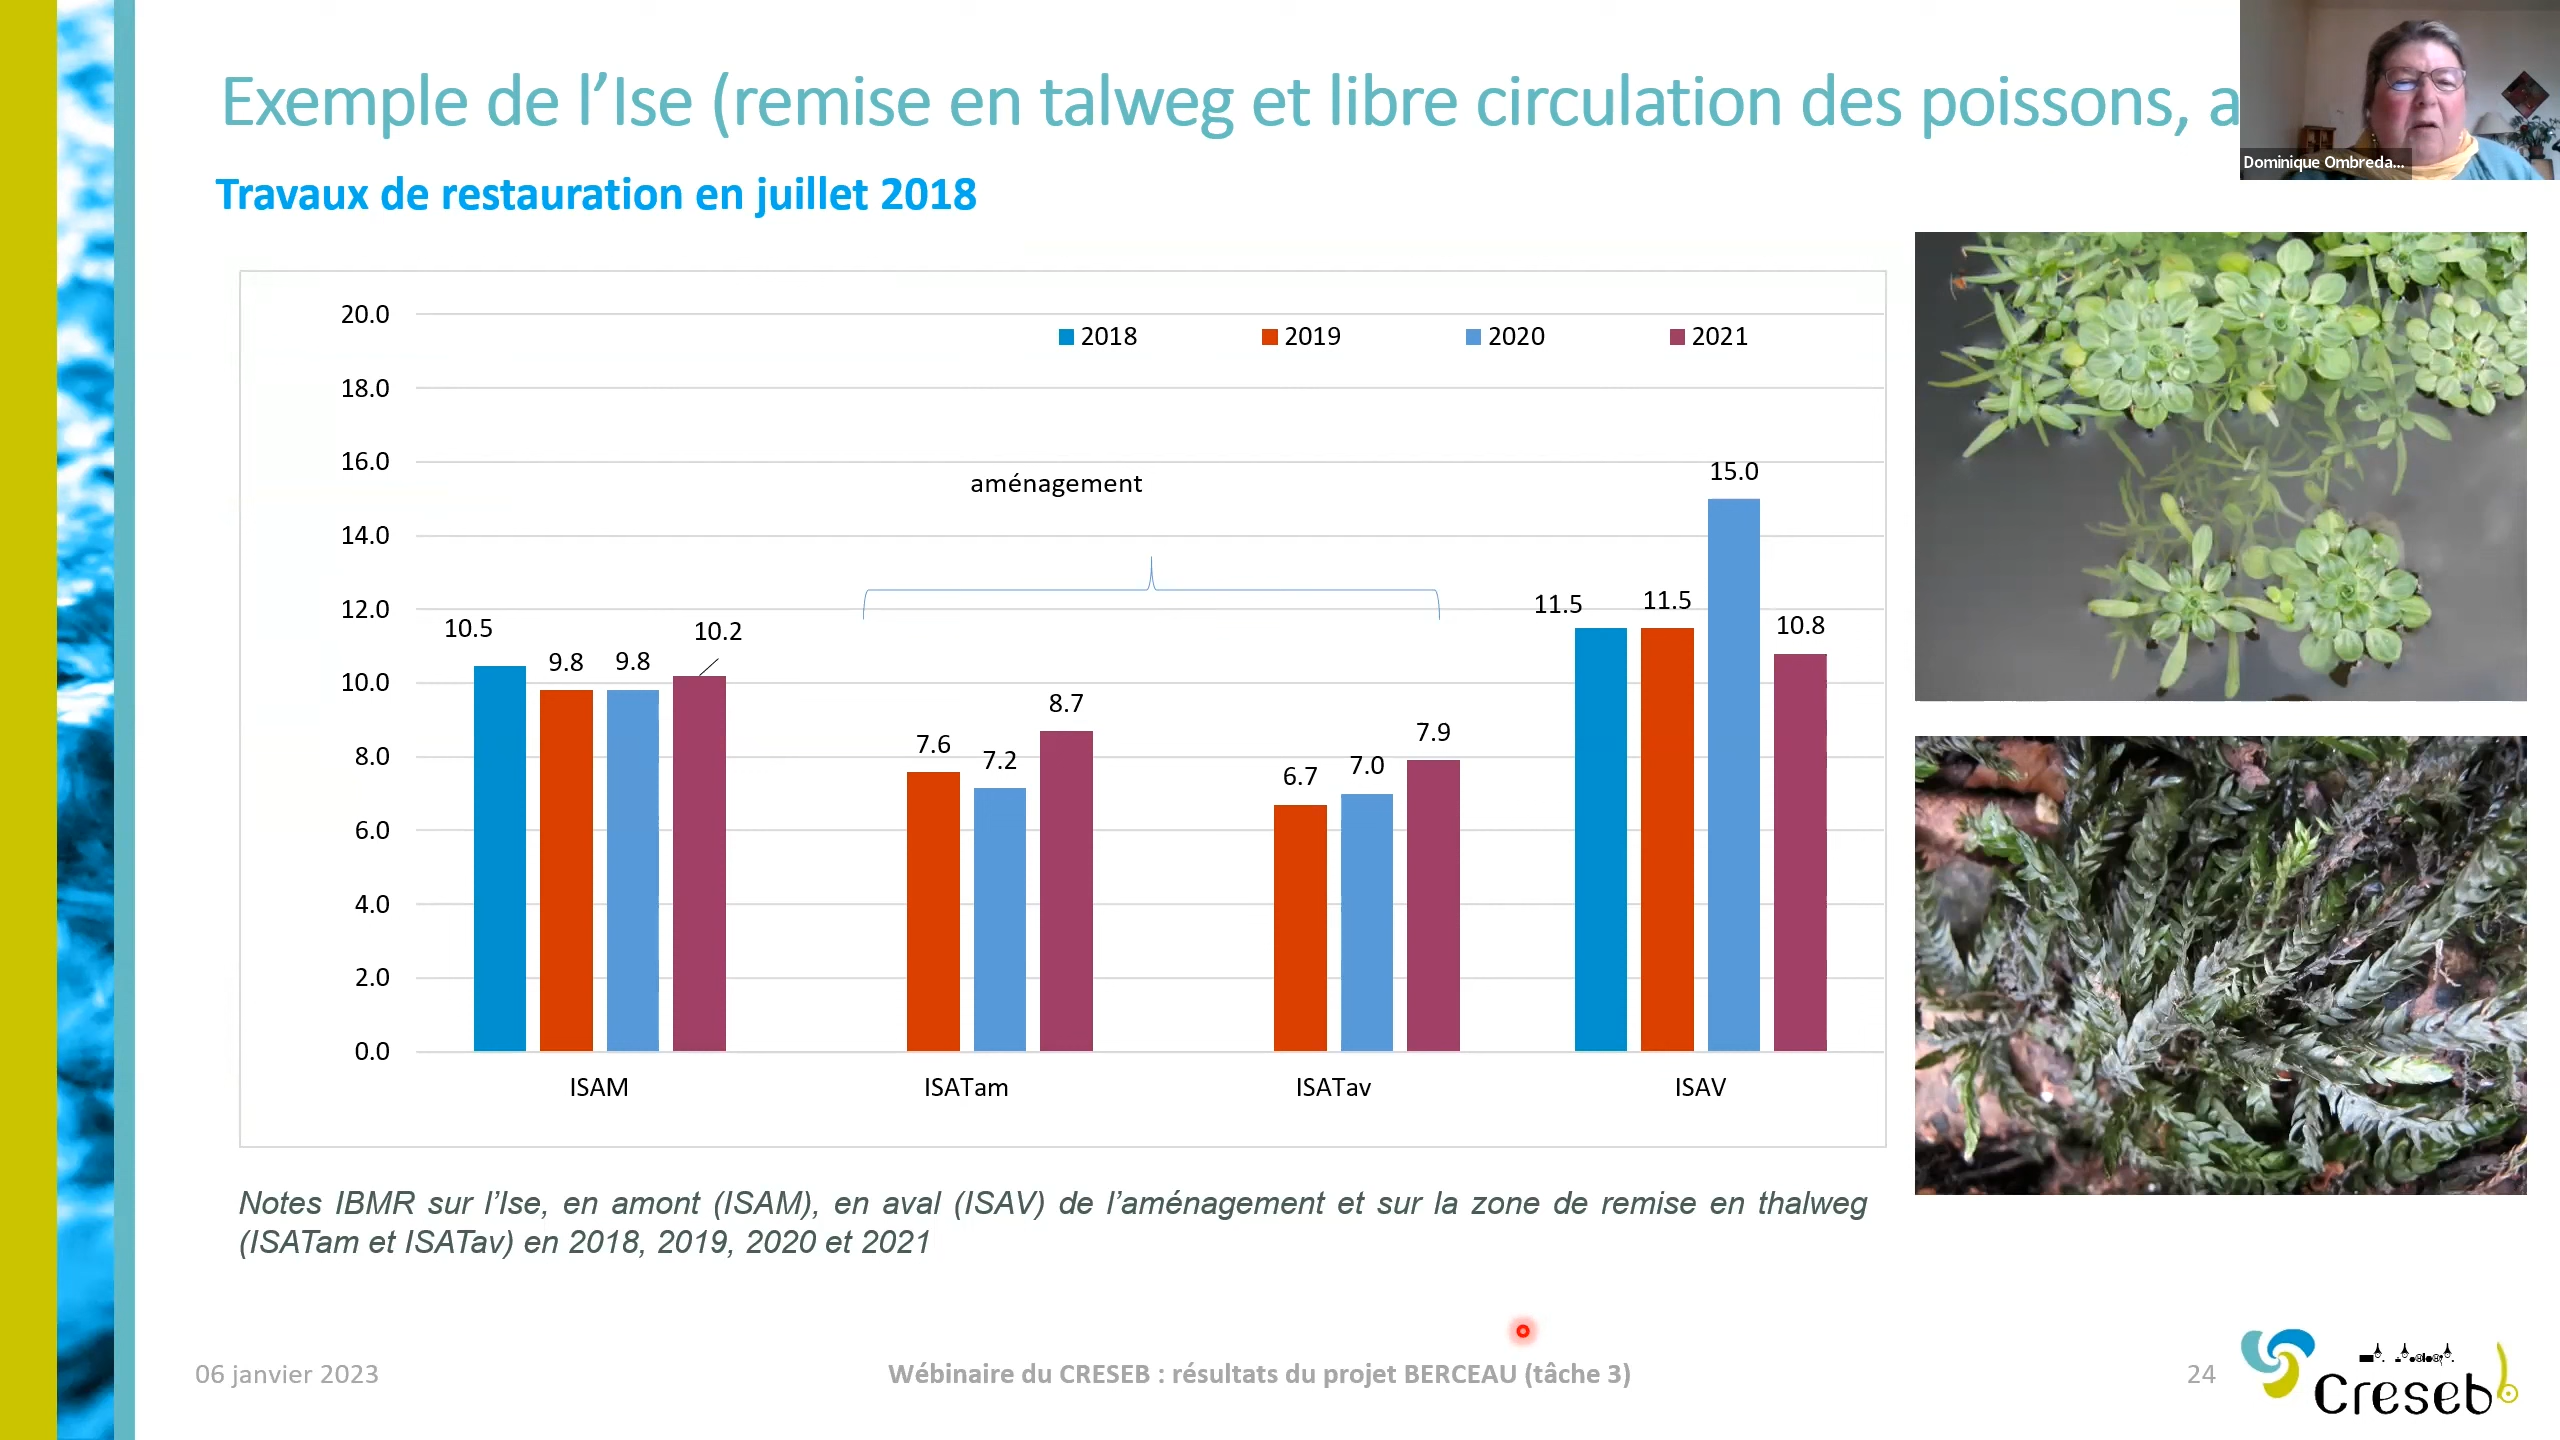 Exemple de l’Ise (remise en talweg et libre circulation des poissons, a
Dominique Ombreda...
Travaux de restauration en juillet 2018
20.0
18.0
16.0
14.0
12.0
10.0
8.0
6.0
4.0
2.0
0.0
2018 2019 2020 2021
aménagement
10.5 9.8 9.8 10.2
7.6 7.2 8.7
6.7 7.0 7.9
11.5 11.5 15.0 10.8
ISAM ISATam ISATav ISAV
Notes IBMR sur l’Ise, en amont (ISAM), en aval (ISAV) de l’aménagement et sur la zone de remise en thalweg
(ISATam et ISATav) en 2018, 2019, 2020 et 2021
06 janvier 2023
Wébinaire du CRESEB : résultats du projet BERCEAU (tâche 3)
24
Creseb